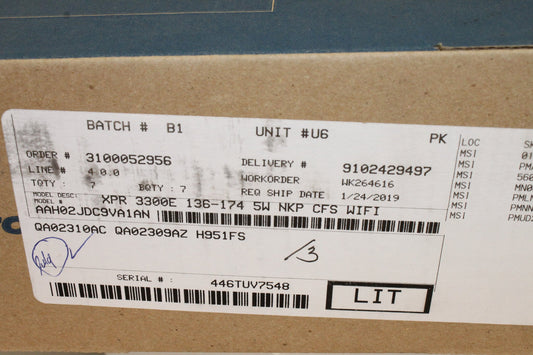 BATCH # B1 UNIT #U6 PK
ORDER # 3100052956 DELIVERY # 9102429497
LINE # 4.0.0 WORKORDER WK264616
TQTY : 7 BQTY : 7 REQ SHIP DATE 1/24/2019
MODEL DESC: XPR 3300E 136-174 5W NKP CFS WIFI
MODEL #
AAH02JDC9VA1AN
QA02310AC QA02309AZ H951FS
/3
SERIAL # : 446TUV7548
LIT
LOC
MSI
MSI
MSI
MSI
MSI
MSI